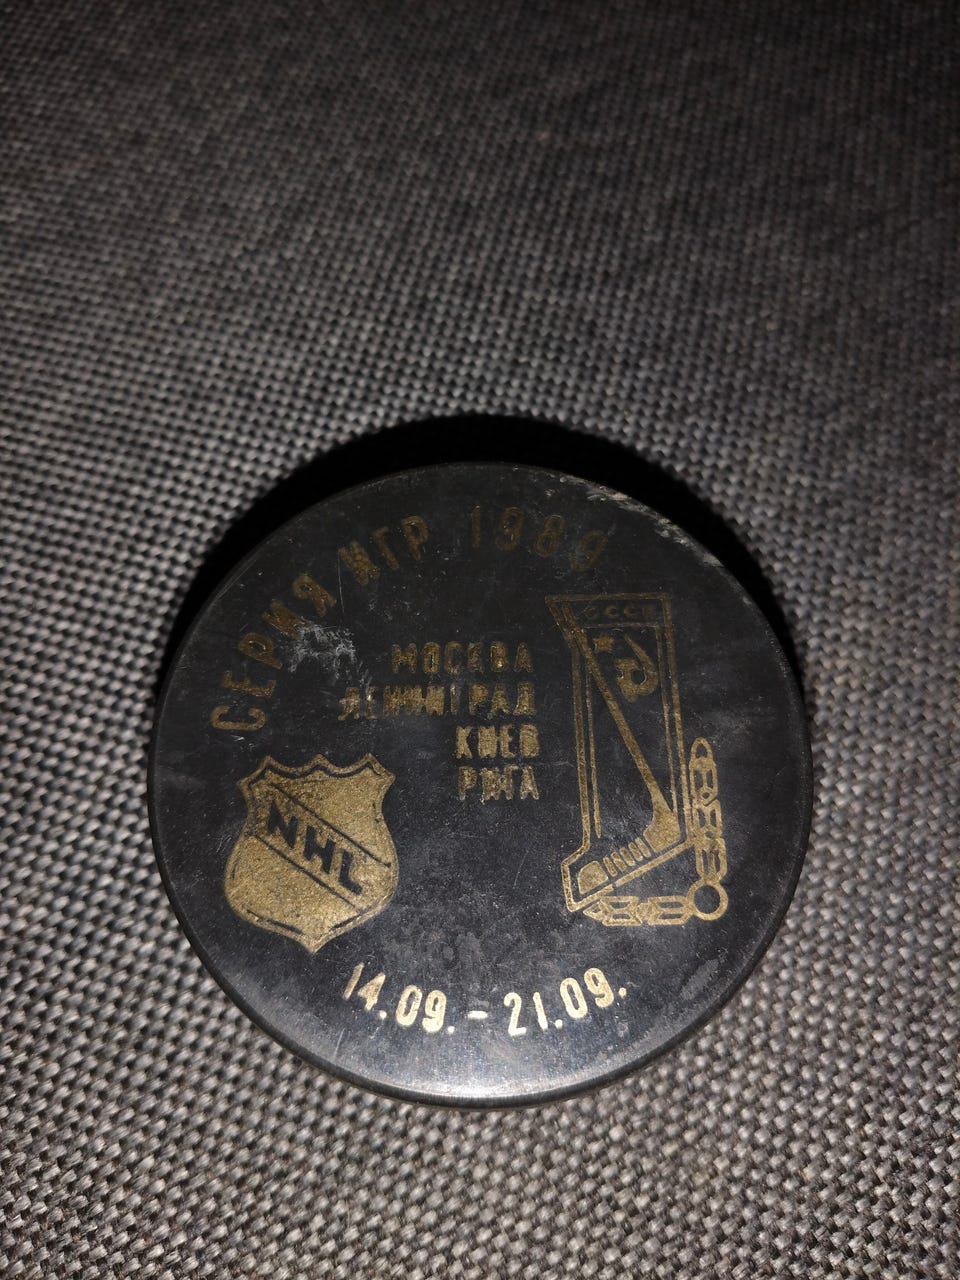 СЕРИЯ ИГР 1989
МОСКВА
ЛЕНИНГРАД
КИЕВ
РИГА
СССР
NHL
14.09. - 21.09.